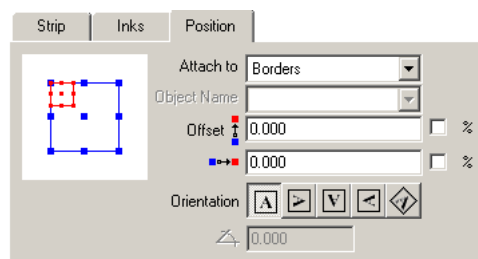 Strip Inks Position
Attach to Borders
Object Name
Offset 0.000 %
0.000 %
Orientation A A A A A
0.000